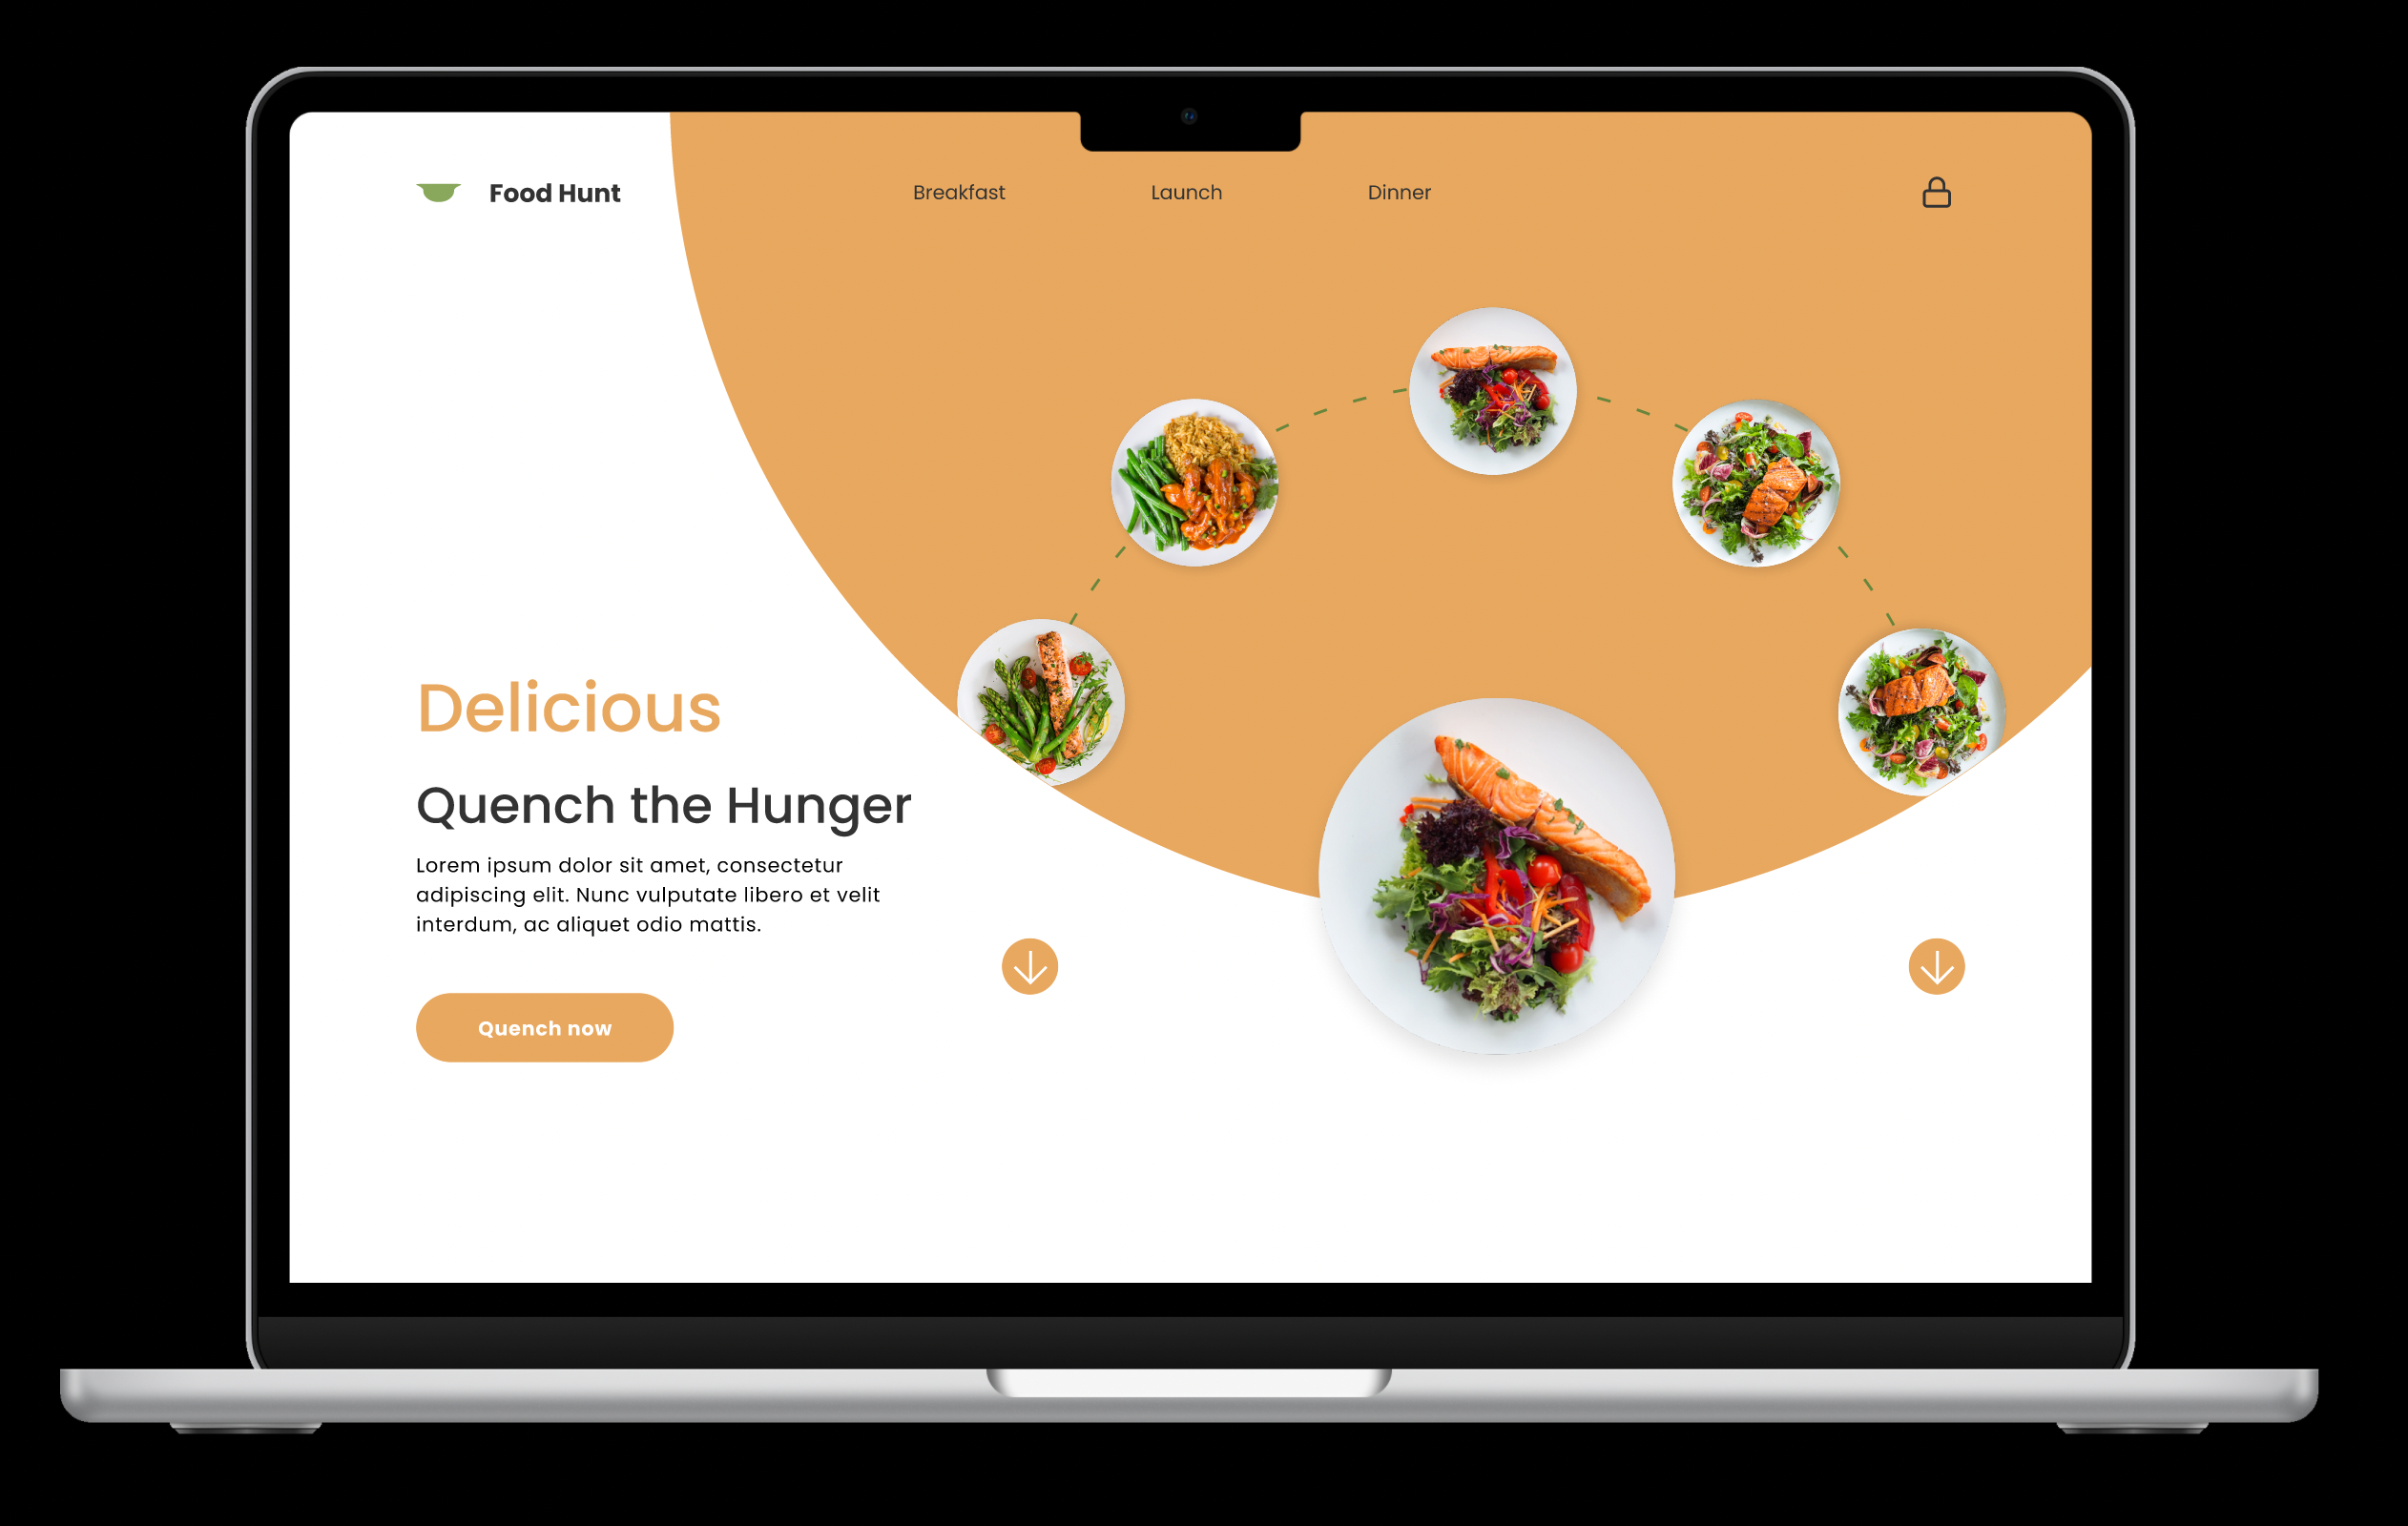 Food Hunt
Breakfast
Launch
Dinner
Delicious
Quench the Hunger
Lorem ipsum dolor sit amet, consectetur
adipiscing elit. Nunc vulputate libero et velit
interdum, ac aliquet odio mattis.
Quench now